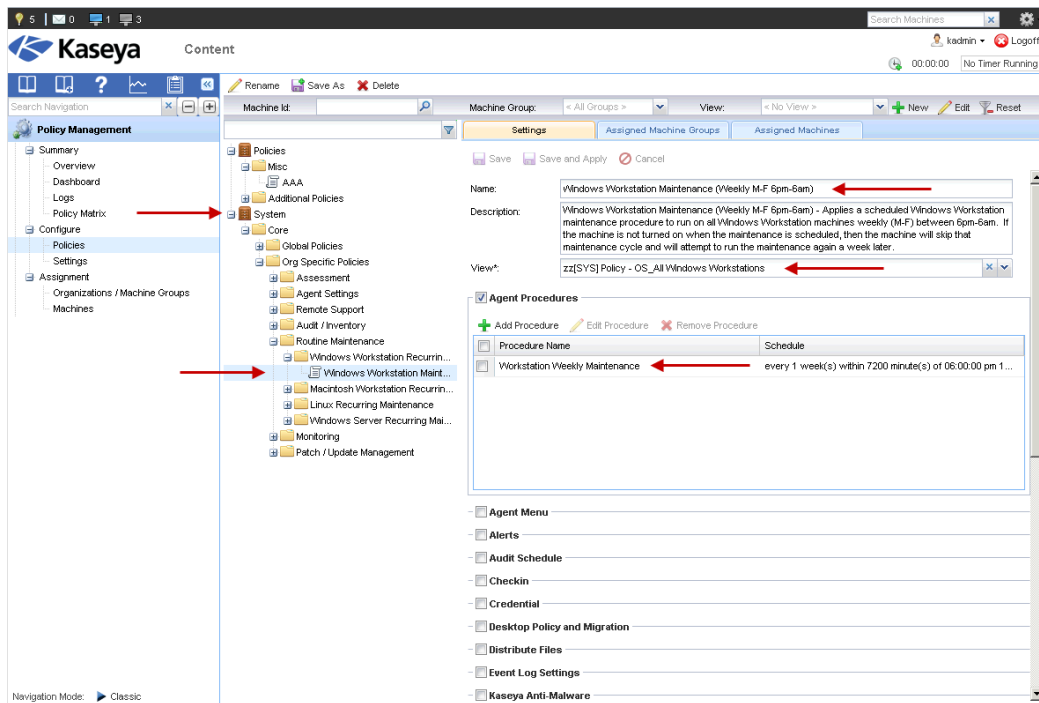 5 0 1 3
Search Machines
Kaseya
Content
kadmin
Logoff
00:00:00 No Timer Running
Search Navigation
Rename Save As Delete
Machine Id: Machine Group: < All Groups > View: < No View > New Edit Reset
Policy Management
Summary
Overview
Dashboard
Logs
Policy Matrix
Configure
Policies
Settings
Assignment
Organizations / Machine Groups
Machines
Navigation Mode: Classic
Policies
Misc
AAA
Additional Policies
System
Core
Global Policies
Org Specific Policies
Assessment
Agent Settings
Remote Support
Audit / Inventory
Routine Maintenance
Windows Workstation Recurrin...
Windows Workstation Maint...
Macintosh Workstation Recurrin...
Linux Recurring Maintenance
Windows Server Recurring Mai...
Monitoring
Patch / Update Management
Settings Assigned Machine Groups Assigned Machines
Save Save and Apply Cancel
Name: Windows Workstation Maintenance (Weekly M-F 6pm-6am)
Description: Windows Workstation Maintenance (Weekly M-F 6pm-6am) - Applies a scheduled Windows Workstation
maintenance procedure to run on all Windows Workstation machines weekly (M-F) between 6pm-6am. If
the machine is not turned on when the maintenance is scheduled, then the machine will skip that
maintenance cycle and will attempt to run the maintenance again a week later.
View*: zz[SYS] Policy - OS_All Windows Workstations
Agent Procedures
Add Procedure Edit Procedure Remove Procedure
Procedure Name Schedule
Workstation Weekly Maintenance every 1 week(s) within 7200 minute(s) of 06:00:00 pm 1...
Agent Menu
Alerts
Audit Schedule
Checkin
Credential
Desktop Policy and Migration
Distribute Files
Event Log Settings
Kaseya Anti-Malware